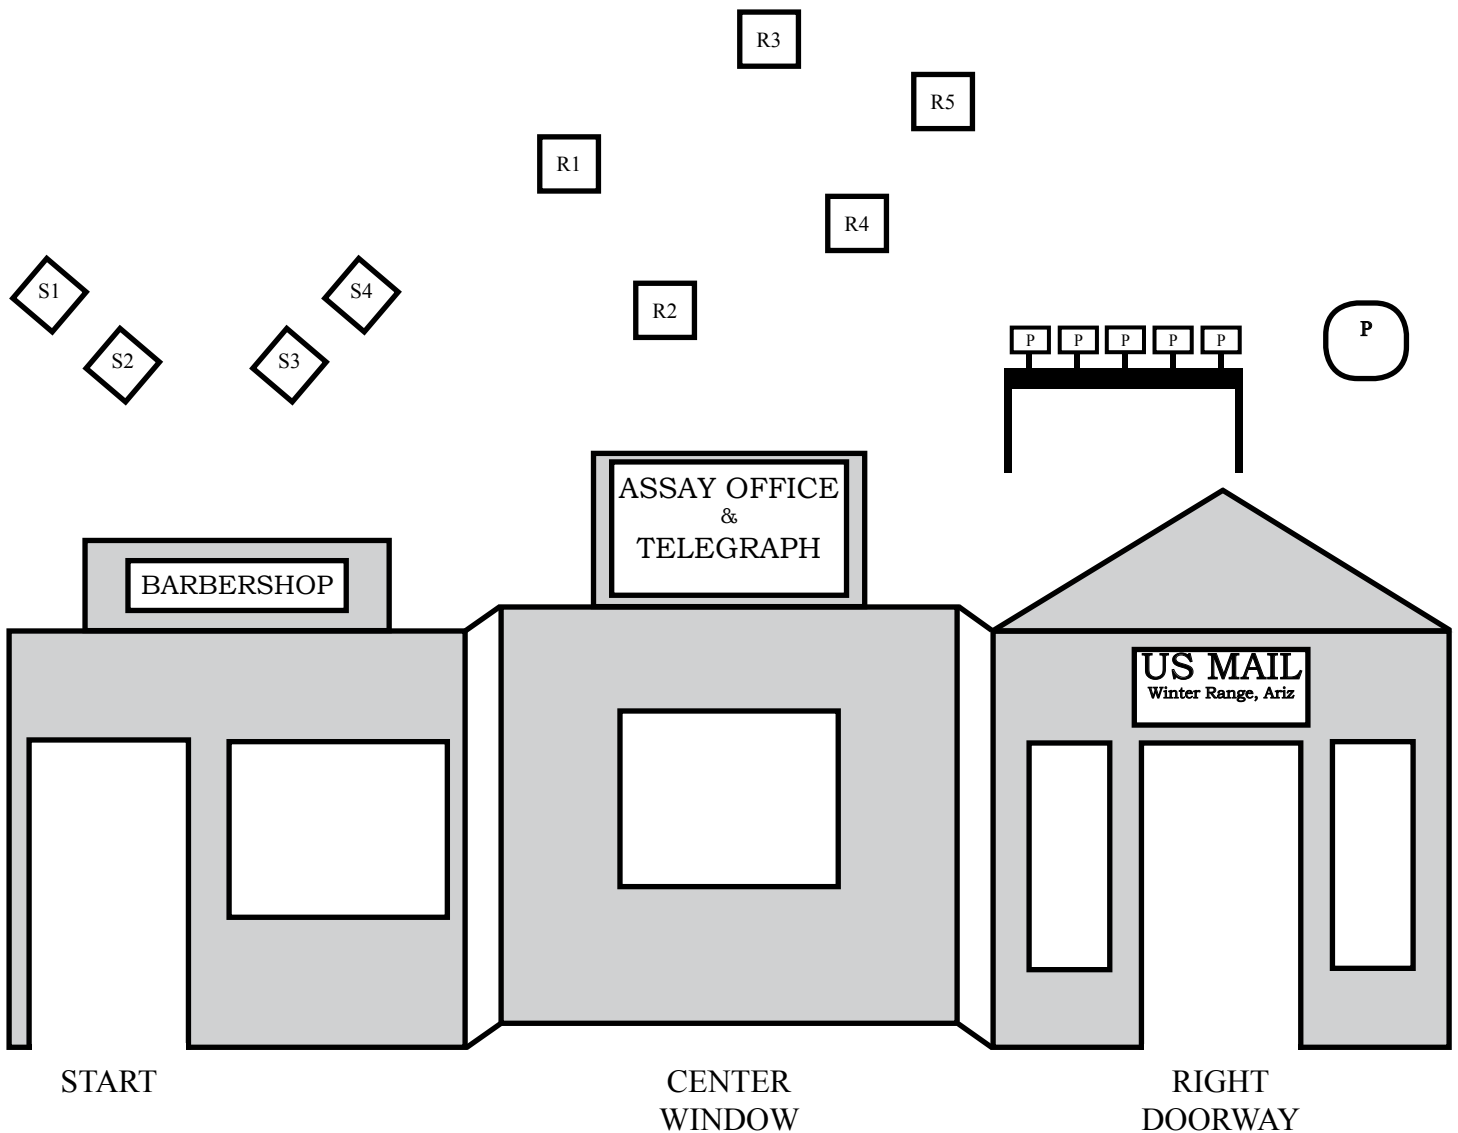 R3
R5
R1
R4
S1
S4
R2
S2
S3
P P P P P
P
ASSAY OFFICE
&
TELEGRAPH
BARBERSHOP
US MAIL
Winter Range, Ariz
START
CENTER
WINDOW
RIGHT
DOORWAY